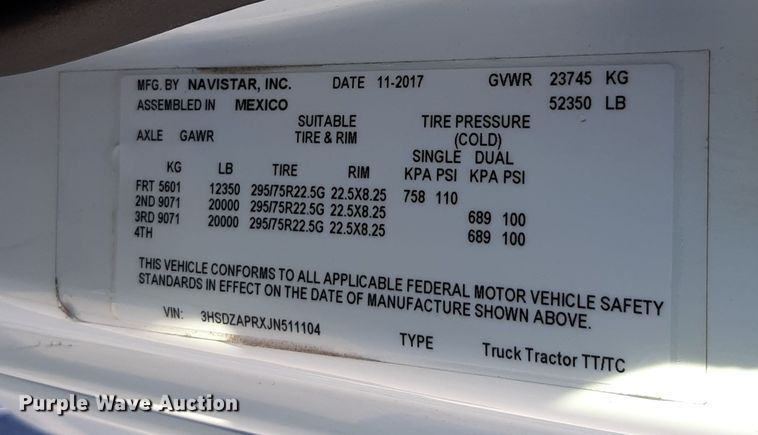 MFG. BY NAVISTAR, INC. DATE 11-2017 GVWR 23745 KG
ASSEMBLED IN MEXICO 52350 LB
SUITABLE TIRE PRESSURE
AXLE GAWR TIRE & RIM (COLD)
SINGLE DUAL
KG LB TIRE RIM KPA PSI KPA PSI
FRT 5601 12350 295/75R22.5G 22.5X8.25 758 110
2ND 9071 20000 295/75R22.5G 22.5X8.25 689 100
3RD 9071 20000 295/75R22.5G 22.5X8.25 689 100
4TH
THIS VEHICLE CONFORMS TO ALL APPLICABLE FEDERAL MOTOR VEHICLE SAFETY
STANDARDS IN EFFECT ON THE DATE OF MANUFACTURE SHOWN ABOVE.
VIN: 3HSDZAPRXJN511104 TYPE Truck Tractor TT/TC
Purple Wave Auction